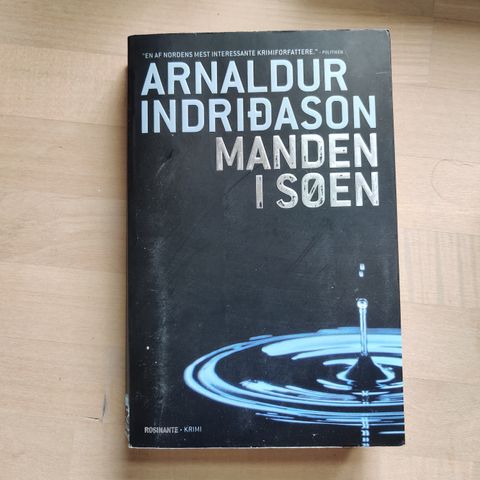 "EN AF NORDENS MEST INTERESSANTE KRIMIFORFATTERE." - POLITIKEN
ARNALDUR
INDRIÐASON
MANDEN
I SØEN
ROSINANTE · KRIMI